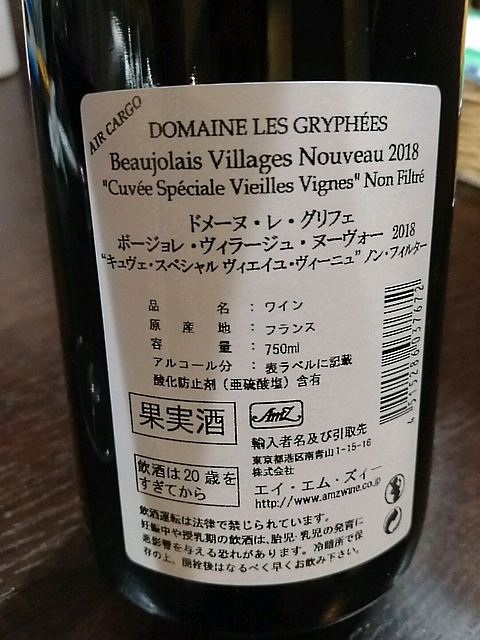 AIR CARGO
DOMAINE LES GRYPHÉES
Beaujolais Villages Nouveau 2018
"Cuvée Spéciale Vieilles Vignes" Non Filtré
ドメーヌ・レ・グリフェ
ボージョレ・ヴィラージュ・ヌーヴォー 2018
"キュヴェ・スペシャル ヴィエイユ・ヴィーニュ" ノン・フィルター
品名：ワイン
原産地：フランス
容量：750ml
アルコール分：表ラベルに記載
酸化防止剤（亜硫酸塩）含有
果実酒
AMZ
輸入者名及び引取先
東京都港区南青山1-15-16
株式会社
エイ・エム・ズィー
http://www.amzwine.co.jp
飲酒は20歳を
すぎてから
飲酒運転は法律で禁じられています。
妊娠中や授乳期の飲酒は、胎児・乳児の発育に
悪影響を与える恐れがあります。冷暗所で保
存の上、開栓後はなるべく早くお飲み下さい。